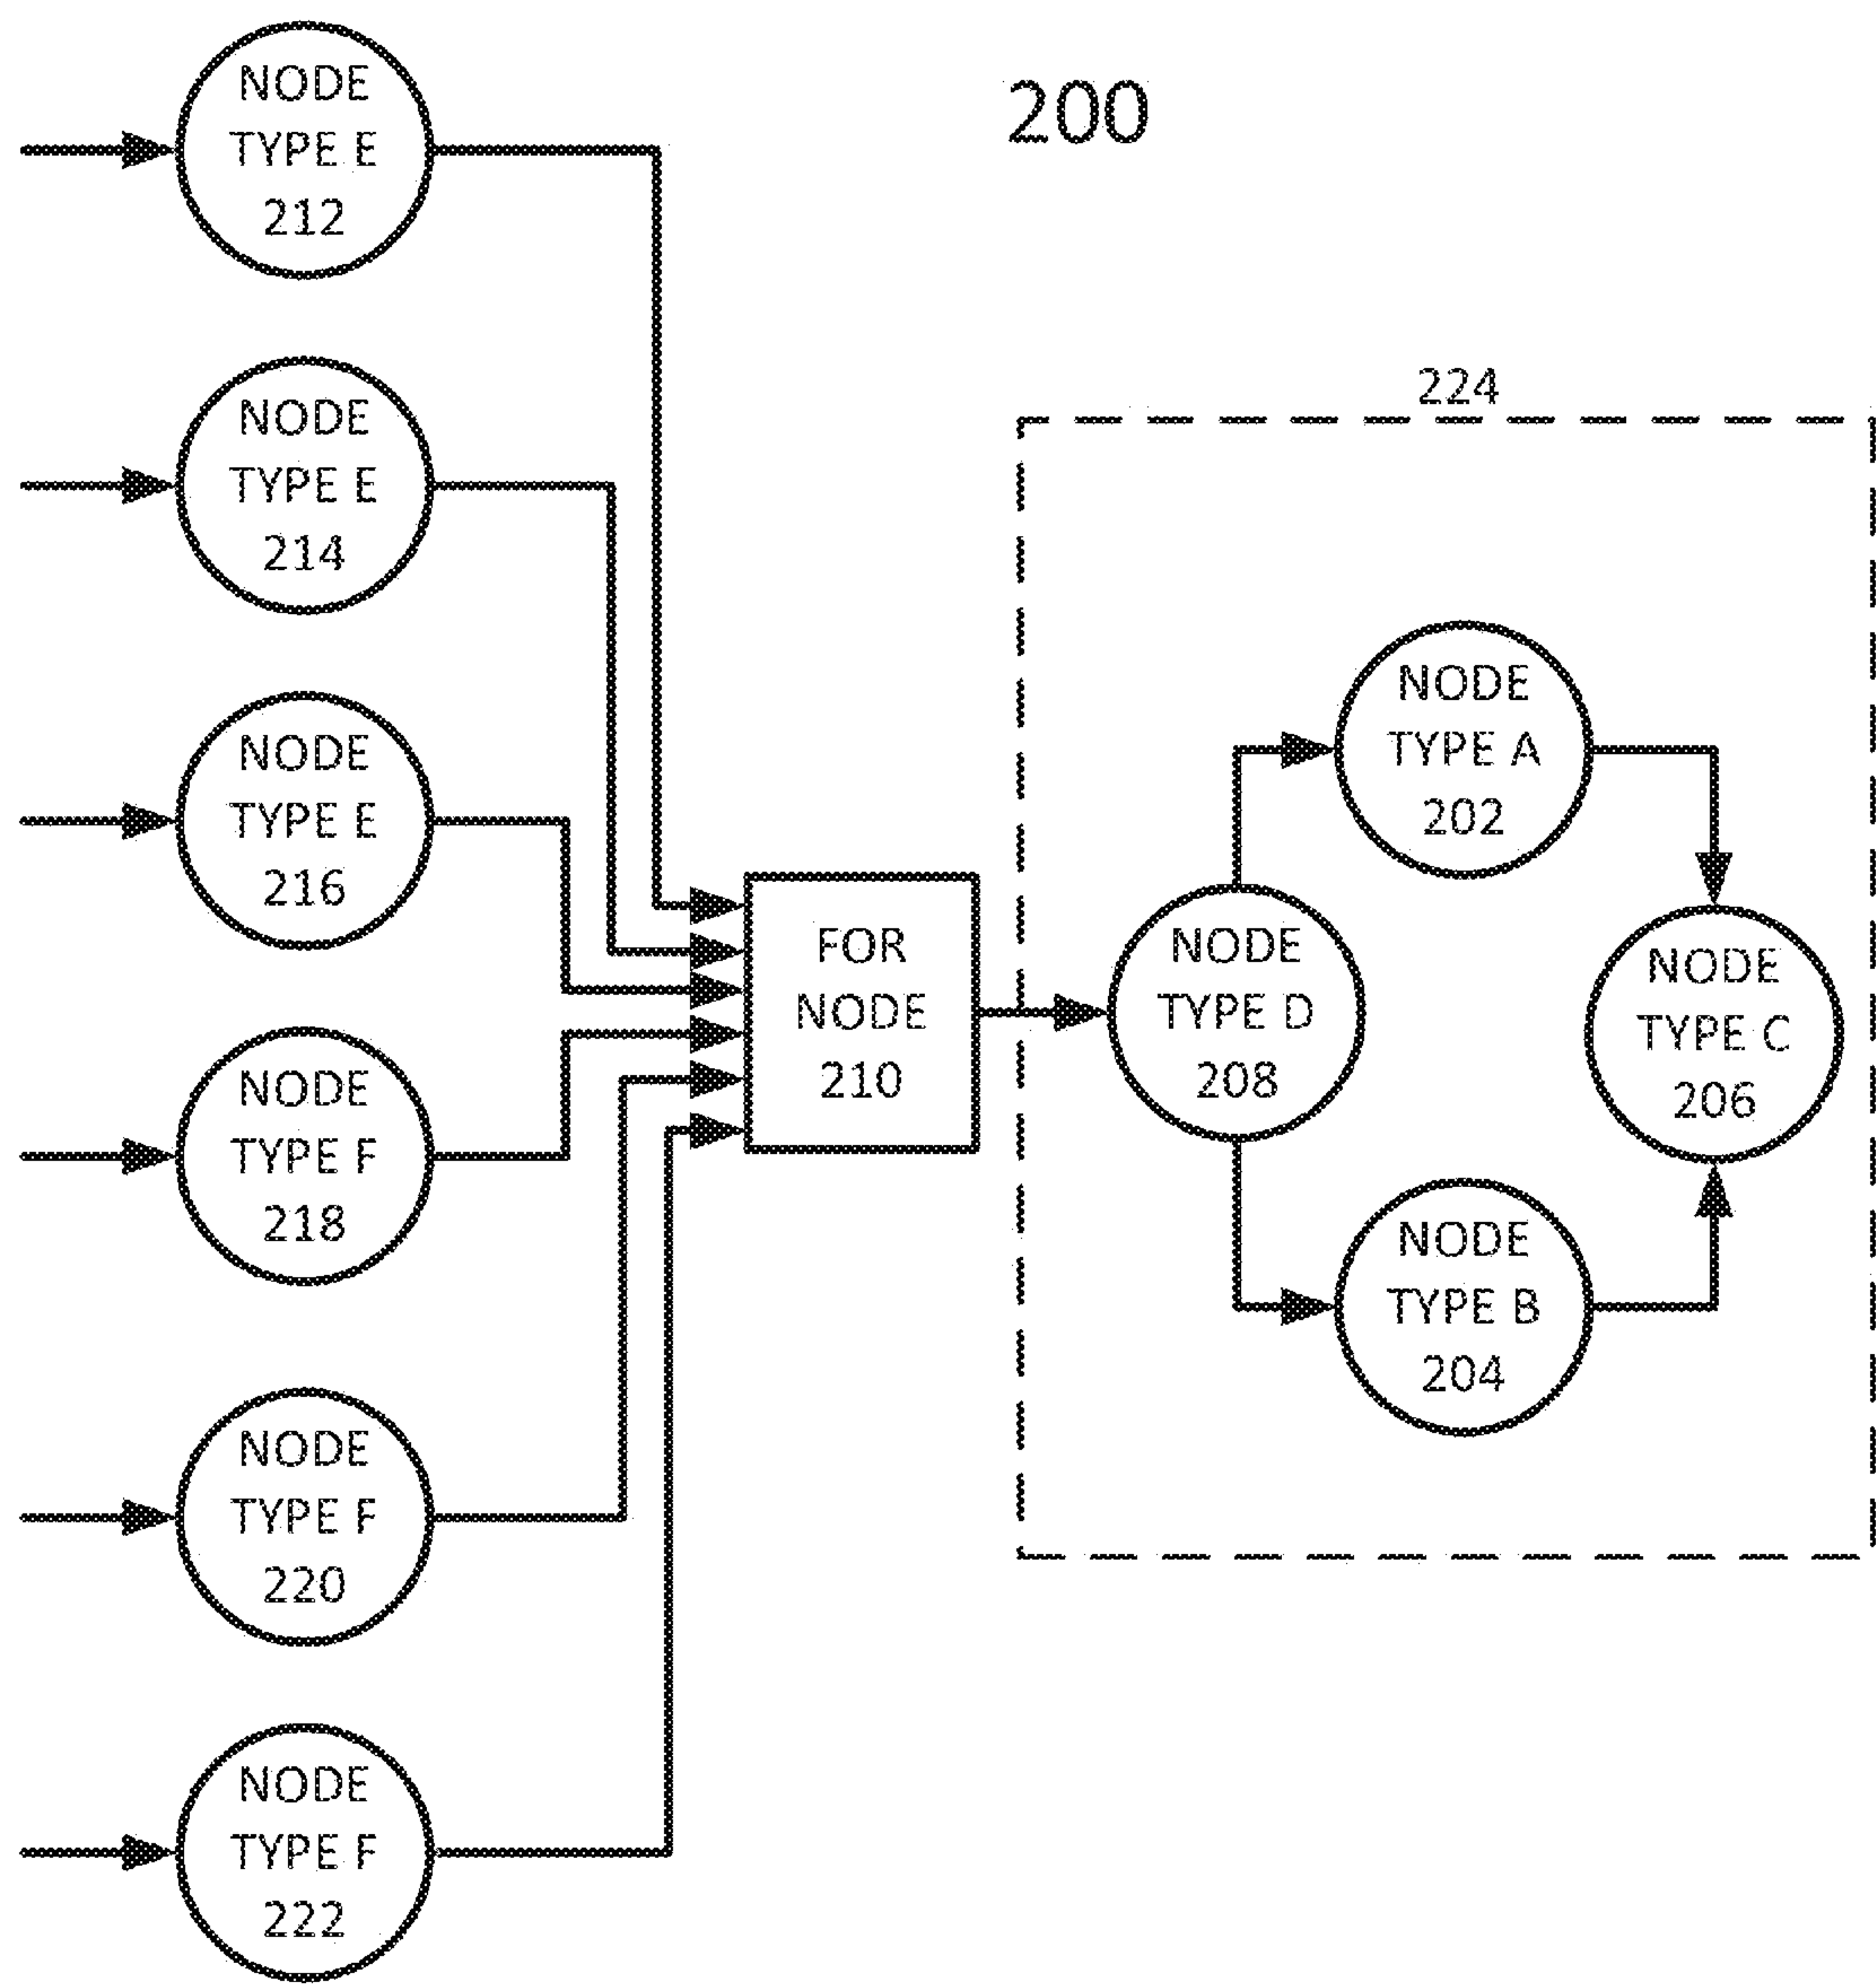 NODE
TYPE E
212
200
NODE
TYPE E
214
224
NODE
TYPE E
216
NODE
TYPE A
202
FOR
NODE
210
NODE
TYPE D
208
NODE
TYPE C
206
NODE
TYPE F
218
NODE
TYPE B
204
NODE
TYPE F
220
NODE
TYPE F
222